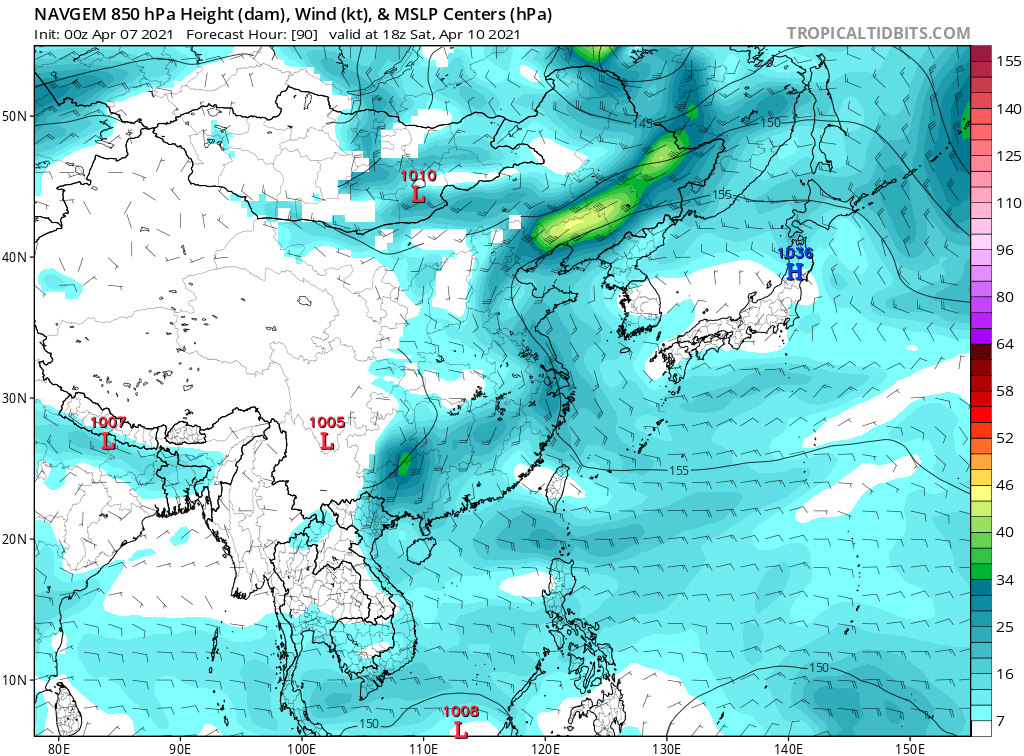 NAVGEM 850 hPa Height (dam), Wind (kt), & MSLP Centers (hPa)
Init: 00z Apr 07 2021 Forecast Hour: [90] valid at 18z Sat, Apr 10 2021
TROPICALTIDBITS.COM
155
140
125
110
96
80
64
58
52
46
40
34
25
16
7
50N
40N
30N
20N
10N
145
150
1010
L
155
1036
H
1007
L
1005
L
155
150
1008
L
150
80E
90E
100E
110E
120E
130E
140E
150E